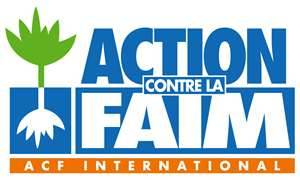 ACTION
CONTRE LA
FAIM
ACF INTERNATIONAL